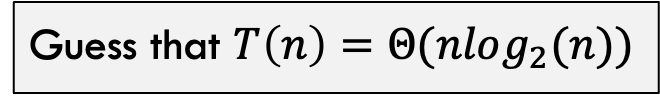 Guess that T(n) = Θ(nlog₂(n))